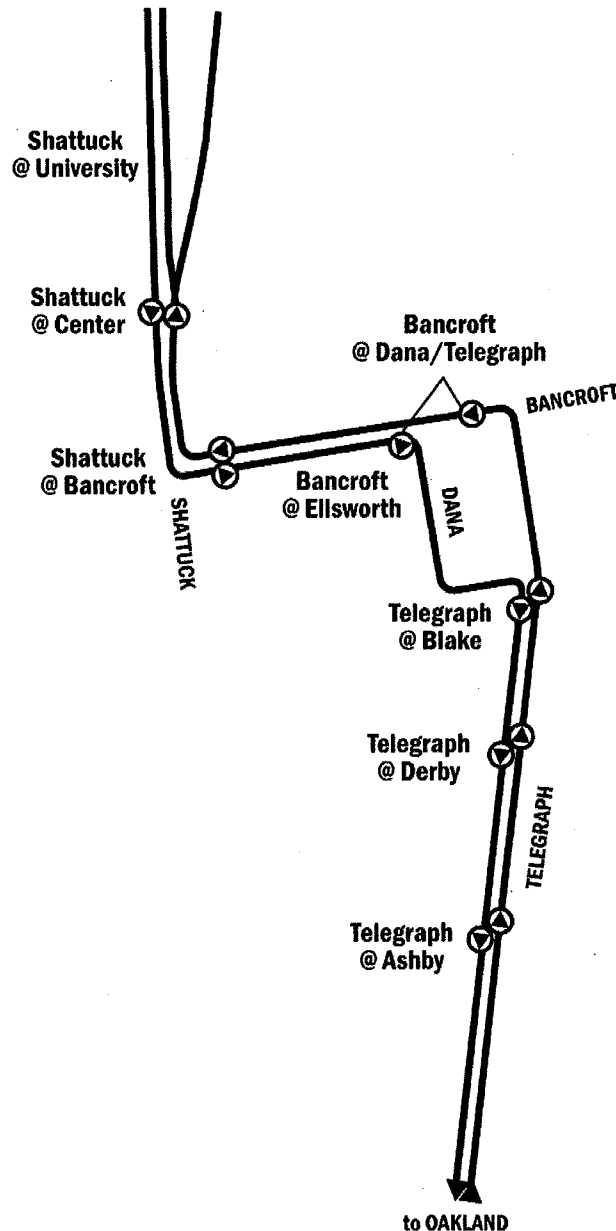 Shattuck
@ University
Shattuck
@ Center
Bancroft
@ Dana/Telegraph
BANCROFT
Shattuck
@ Bancroft
Bancroft
@ Ellsworth
SHATTUCK
DANA
Telegraph
@ Blake
Telegraph
@ Derby
TELEGRAPH
Telegraph
@ Ashby
to OAKLAND